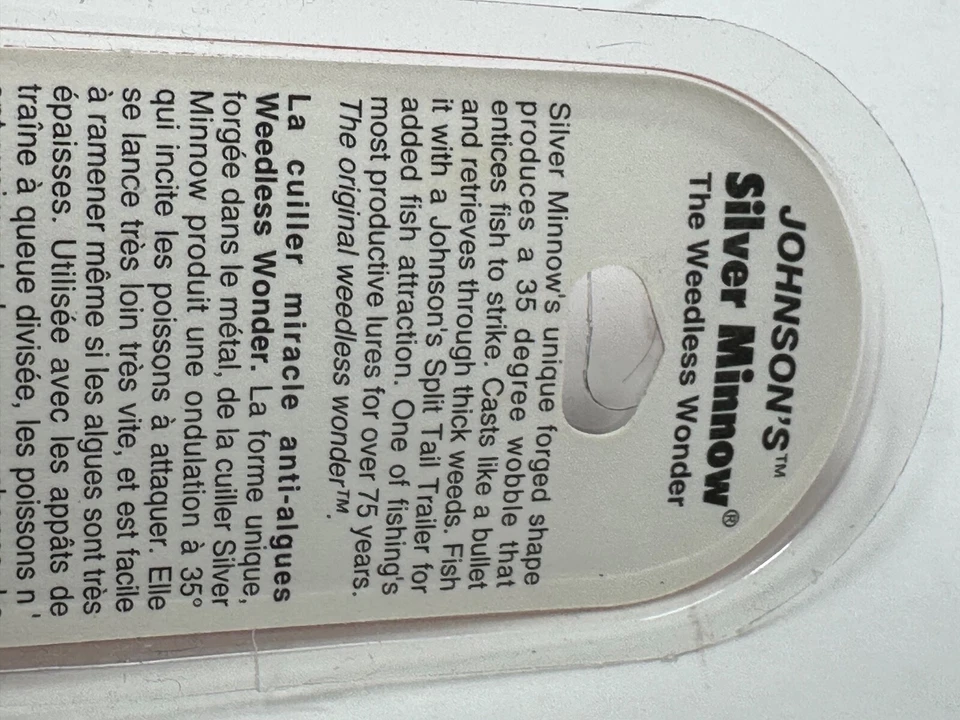 JOHNSON'S™
Silver Minnow®
The Weedless Wonder
Silver Minnow's unique forged shape
produces a 35 degree wobble that
entices fish to strike. Casts like a bullet
and retrieves through thick weeds. Fish
it with a Johnson's Split Tail Trailer for
added fish attraction. One of fishing's
most productive lures for over 75 years.
The original weedless wonder™.
La cuiller miracle anti-algues
Weedless Wonder. La forme unique,
forgée dans le métal, de la cuiller Silver
Minnow produit une ondulation à 35°
qui incite les poissons à attaquer. Elle
se lance très loin très vite, et est facile
à ramener même si les algues sont très
épaisses. Utilisée avec les appâts de
traîne à queue divisée, les poissons n'